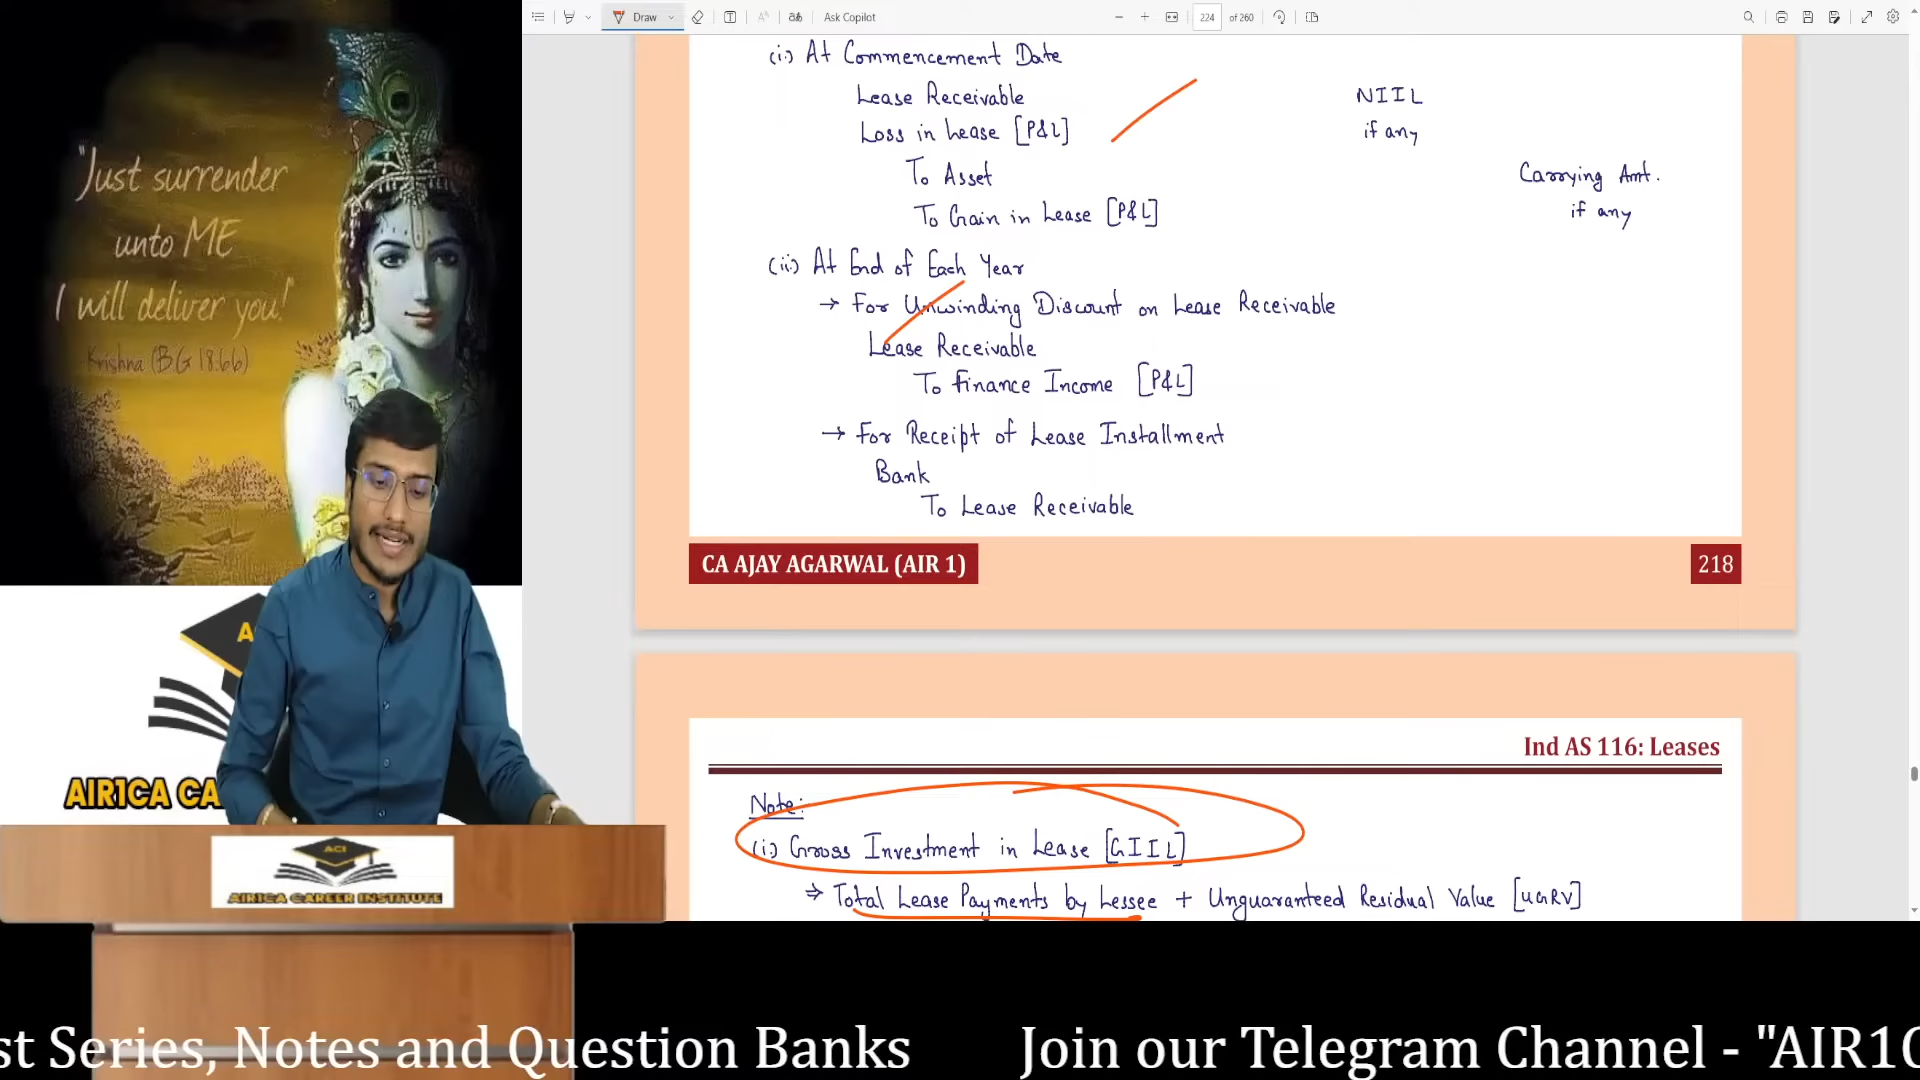 Draw
Ask Copilot
224
of 260
"Just surrender
unto ME
I will deliver you!"
Krishna (B.G 18.66)
(i) At Commencement Date
Lease Receivable NIIL
Loss in Lease [P&L] if any
To Asset Carrying Amt.
To Gain in Lease [P&L] if any
(ii) At End of Each Year
→ For Unwinding Discount on Lease Receivable
Lease Receivable
To Finance Income [P&L]
→ For Receipt of Lease Installment
Bank
To Lease Receivable
CA AJAY AGARWAL (AIR 1)
218
Ind AS 116: Leases
Note:
(i) Gross Investment in Lease [GIIL]
⇒ Total Lease Payments by Lessee + Unguaranteed Residual Value [UGRV]
AIR1CA CA
ACI
AIR1CA CAREER INSTITUTE
st Series, Notes and Question Banks
Join our Telegram Channel - "AIR1C